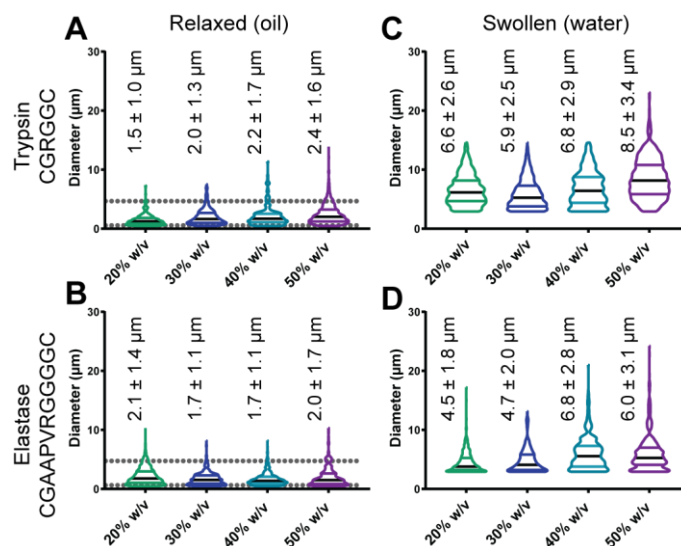 Relaxed (oil)
Swollen (water)
Trypsin
CGRGGC
A
Diameter (µm)
30
20
10
0
1.5 ± 1.0 µm
2.0 ± 1.3 µm
2.2 ± 1.7 µm
2.4 ± 1.6 µm
20% w/v
30% w/v
40% w/v
50% w/v
C
Diameter (µm)
30
20
10
0
6.6 ± 2.6 µm
5.9 ± 2.5 µm
6.8 ± 2.9 µm
8.5 ± 3.4 µm
20% w/v
30% w/v
40% w/v
50% w/v
Elastase
CGAAPVRGGGGC
B
Diameter (µm)
30
20
10
0
2.1 ± 1.4 µm
1.7 ± 1.1 µm
1.7 ± 1.1 µm
2.0 ± 1.7 µm
20% w/v
30% w/v
40% w/v
50% w/v
D
Diameter (µm)
30
20
10
0
4.5 ± 1.8 µm
4.7 ± 2.0 µm
6.8 ± 2.8 µm
6.0 ± 3.1 µm
20% w/v
30% w/v
40% w/v
50% w/v